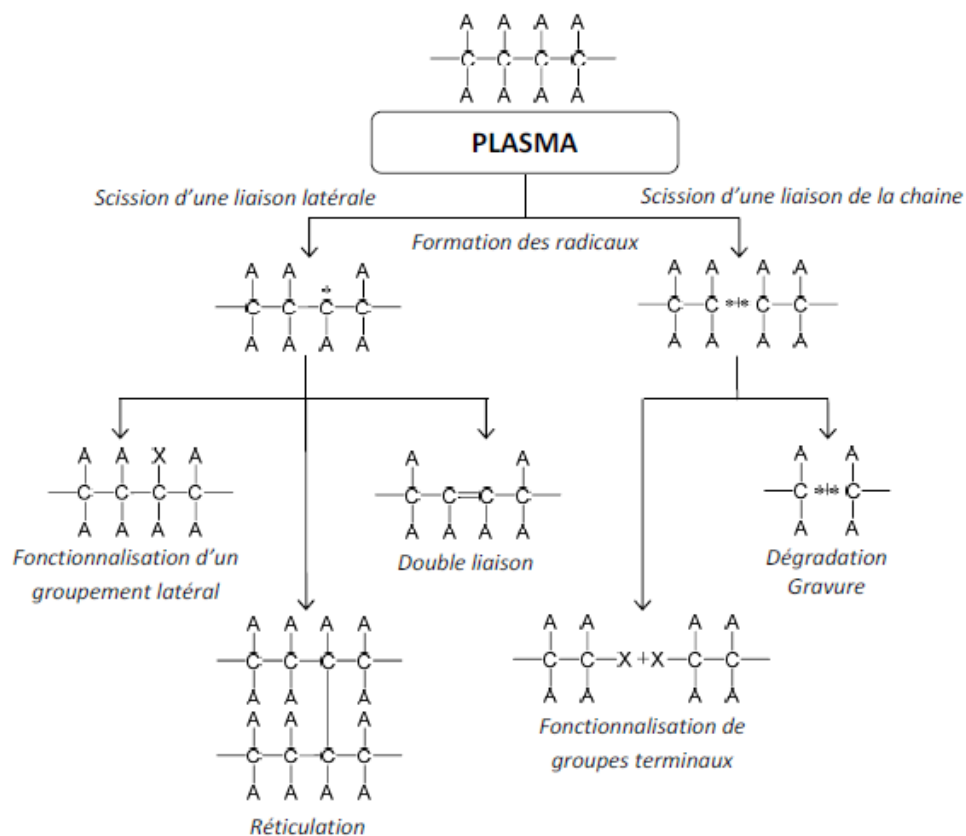 A A A A
C C C C
A A A A
PLASMA
Scission d'une liaison latérale
Scission d'une liaison de la chaine
Formation des radicaux
A A * A
C C C C
A A A A
A A A A
C C *+* C C
A A A A
A A X A
C C C C
A A A A
Fonctionnalisation d'un
groupement latéral
A A
C C=C C
A A A A
Double liaison
A A
C *+* C
A A
Dégradation
Gravure
A A A A
C C C C
A A A
A A A
C C C C
A A A A
Réticulation
A A A A
C C X + X C C
A A A A
Fonctionnalisation de
groupes terminaux